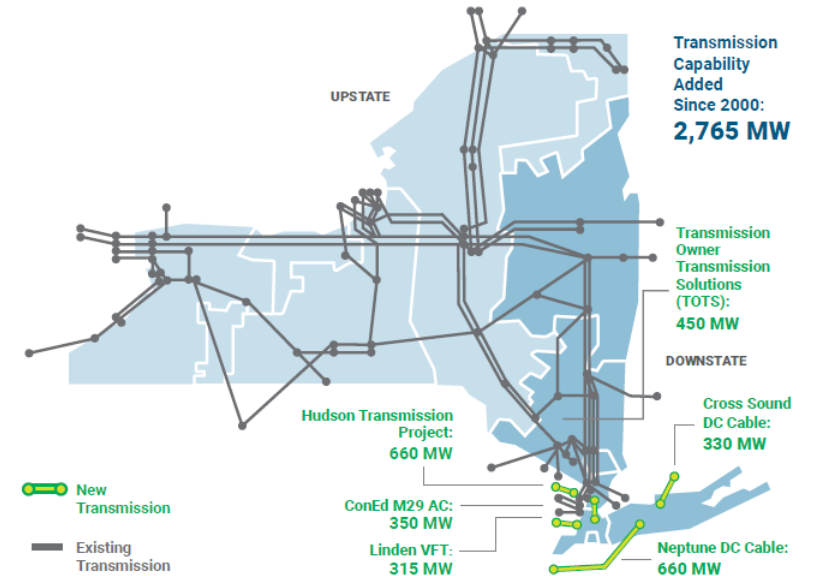 UPSTATE
Transmission
Capability
Added
Since 2000:
2,765 MW
Transmission
Owner
Transmission
Solutions
(TOTS):
450 MW
DOWNSTATE
Cross Sound
DC Cable:
330 MW
Hudson Transmission
Project:
660 MW
ConEd M29 AC:
350 MW
Linden VFT:
315 MW
Neptune DC Cable:
660 MW
New
Transmission
Existing
Transmission